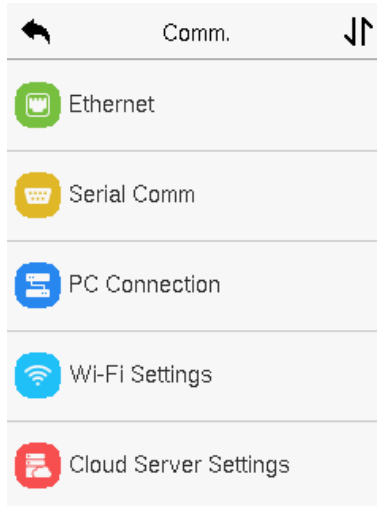 Comm.
Ethernet
Serial Comm
PC Connection
Wi-Fi Settings
Cloud Server Settings